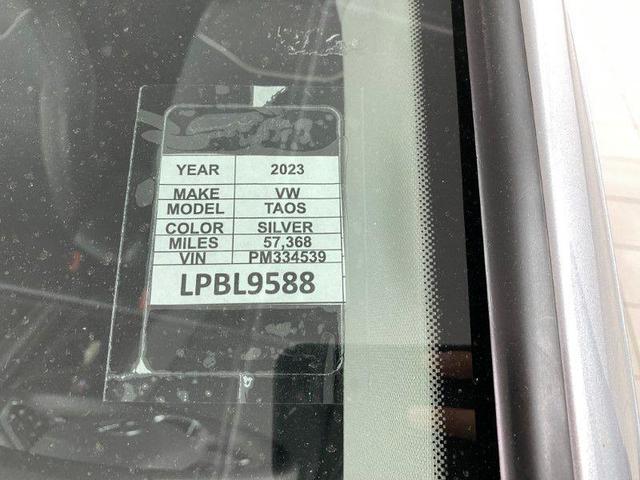 YEAR 2023
MAKE VW
MODEL TAOS
COLOR SILVER
MILES 57,368
VIN PM334539
LPBL9588